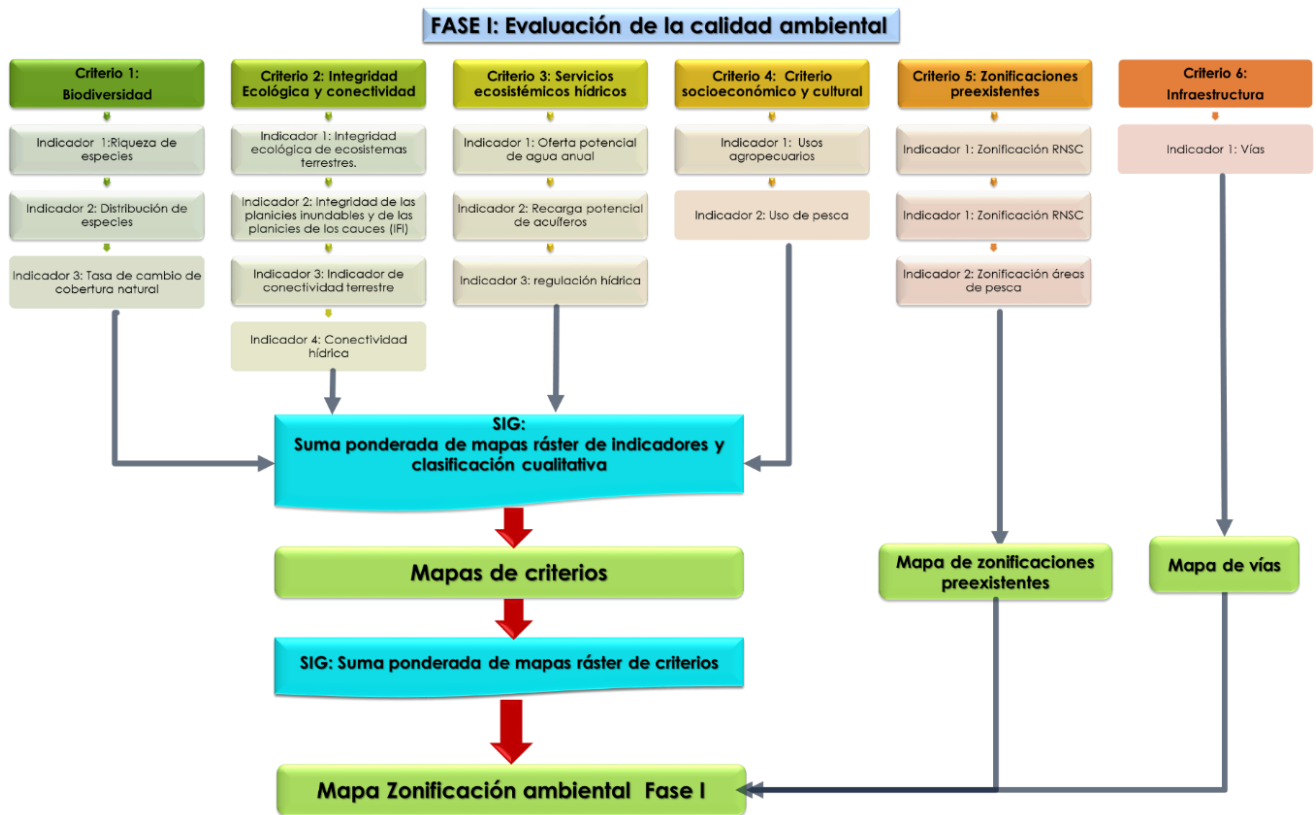 FASE I: Evaluación de la calidad ambiental
Criterio 1:
Biodiversidad
Indicador 1:Riqueza de
especies
Indicador 2: Distribución de
especies
Indicador 3: Tasa de cambio de
cobertura natural
Criterio 2: Integridad
Ecológica y conectividad
Indicador 1: Integridad
ecológica de ecosistemas
terrestres.
Indicador 2: Integridad de las
planicies inundables y de las
planicies de los cauces (IFI)
Indicador 3: Indicador de
conectividad terrestre
Indicador 4: Conectividad
hídrica
Criterio 3: Servicios
ecosistémicos hídricos
Indicador 1: Oferta potencial
de agua anual
Indicador 2: Recarga potencial
de acuíferos
Indicador 3: regulación hídrica
Criterio 4: Criterio
socioeconómico y cultural
Indicador 1: Usos
agropecuarios
Indicador 2: Uso de pesca
Criterio 5: Zonificaciones
preexistentes
Indicador 1: Zonificación RNSC
Indicador 1: Zonificación RNSC
Indicador 2: Zonificación áreas
de pesca
Criterio 6:
Infraestructura
Indicador 1: Vías
SIG:
Suma ponderada de mapas ráster de indicadores y
clasificación cualitativa
Mapas de criterios
Mapa de zonificaciones
preexistentes
Mapa de vías
SIG: Suma ponderada de mapas ráster de criterios
Mapa Zonificación ambiental Fase I